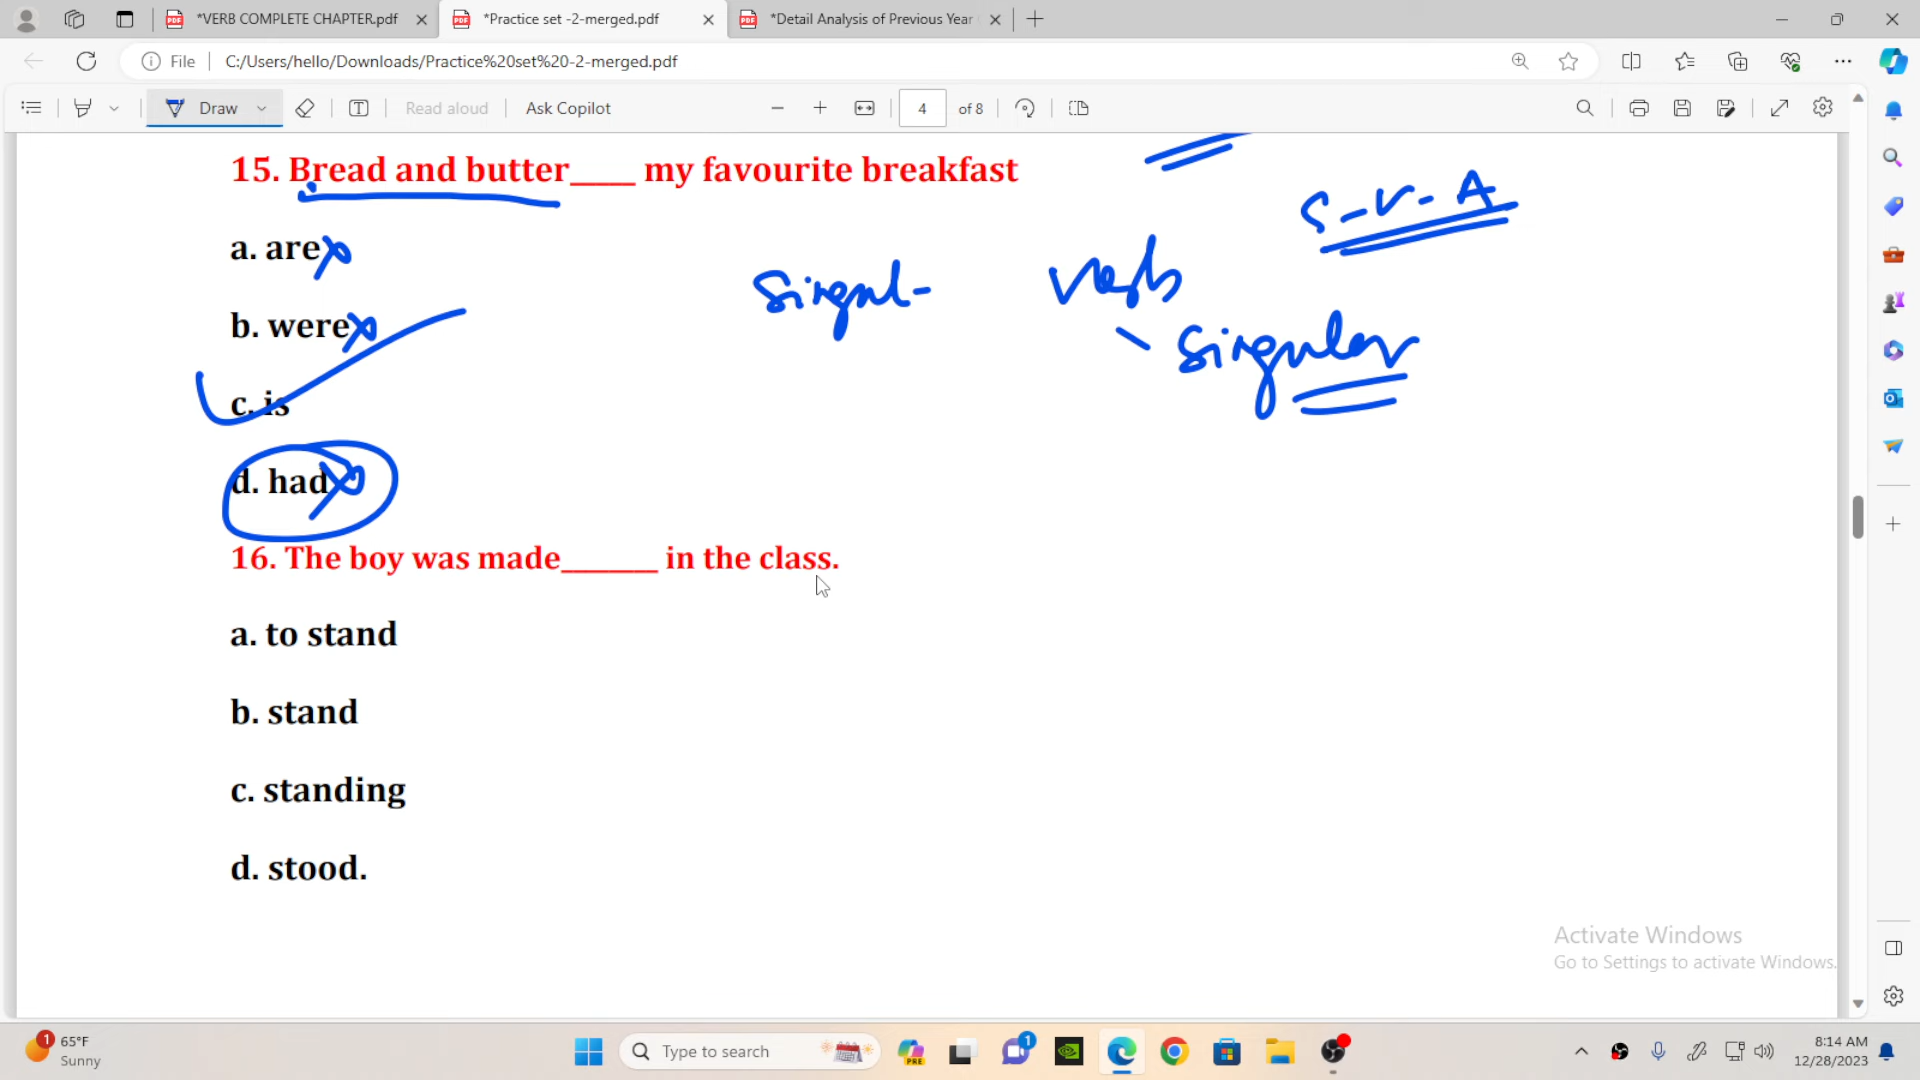 *VERB COMPLETE CHAPTER.pdf
*Practice set -2-merged.pdf
*Detail Analysis of Previous Year
File
C:/Users/hello/Downloads/Practice%20set%20-2-merged.pdf
Draw
Read aloud
Ask Copilot
4
of 8
15. Bread and butter____ my favourite breakfast
S-V-A
a. are
singul-
verb
b. were
singular
c. is
d. had
16. The boy was made______ in the class.
a. to stand
b. stand
c. standing
d. stood.
Activate Windows
Go to Settings to activate Windows.
1
65°F
Sunny
Type to search
PRE
1
8:14 AM
12/28/2023